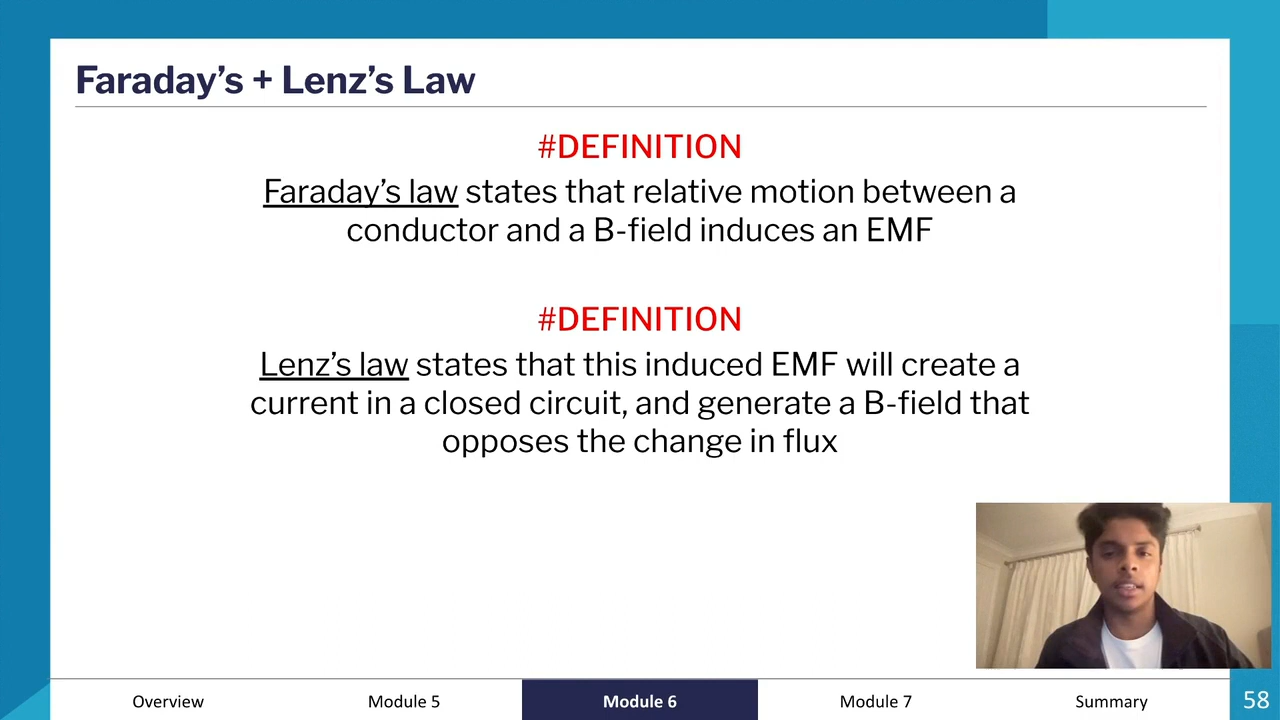 Faraday’s + Lenz’s Law
#DEFINITION
Faraday’s law states that relative motion between a
conductor and a B-field induces an EMF
#DEFINITION
Lenz’s law states that this induced EMF will create a
current in a closed circuit, and generate a B-field that
opposes the change in flux
Overview
Module 5
Module 6
Module 7
Summary
58